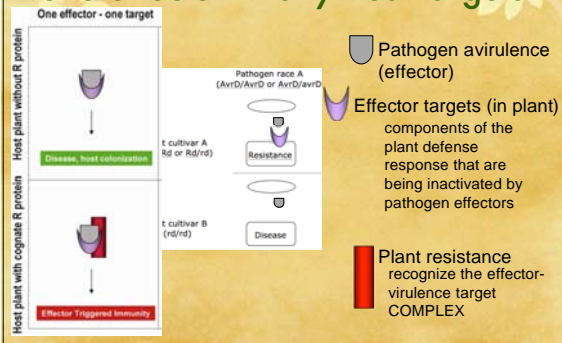 One effector - one target
Host plant without R protein
Disease, host colonization
Host plant with cognate R protein
Effector Triggered Immunity
Pathogen race A
(AvrD/AvrD or AvrD/avrD
t cultivar A
Rd or Rd/rd)
Resistance
t cultivar B
(rd/rd)
Disease
Pathogen avirulence
(effector)
Effector targets (in plant)
components of the
plant defense
response that are
being inactivated by
pathogen effectors
Plant resistance
recognize the effector-
virulence target
COMPLEX